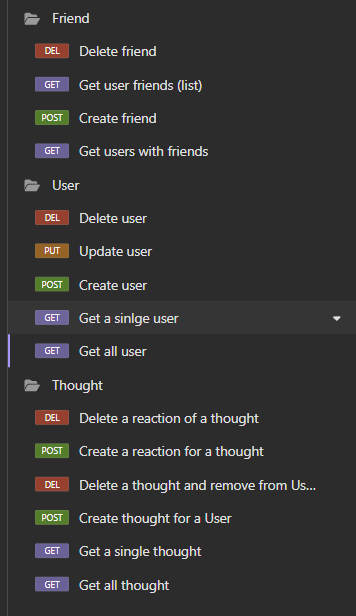 Friend
DEL Delete friend
GET Get user friends (list)
POST Create friend
GET Get users with friends
User
DEL Delete user
PUT Update user
POST Create user
GET Get a sinlge user
GET Get all user
Thought
DEL Delete a reaction of a thought
POST Create a reaction for a thought
DEL Delete a thought and remove from Us...
POST Create thought for a User
GET Get a single thought
GET Get all thought